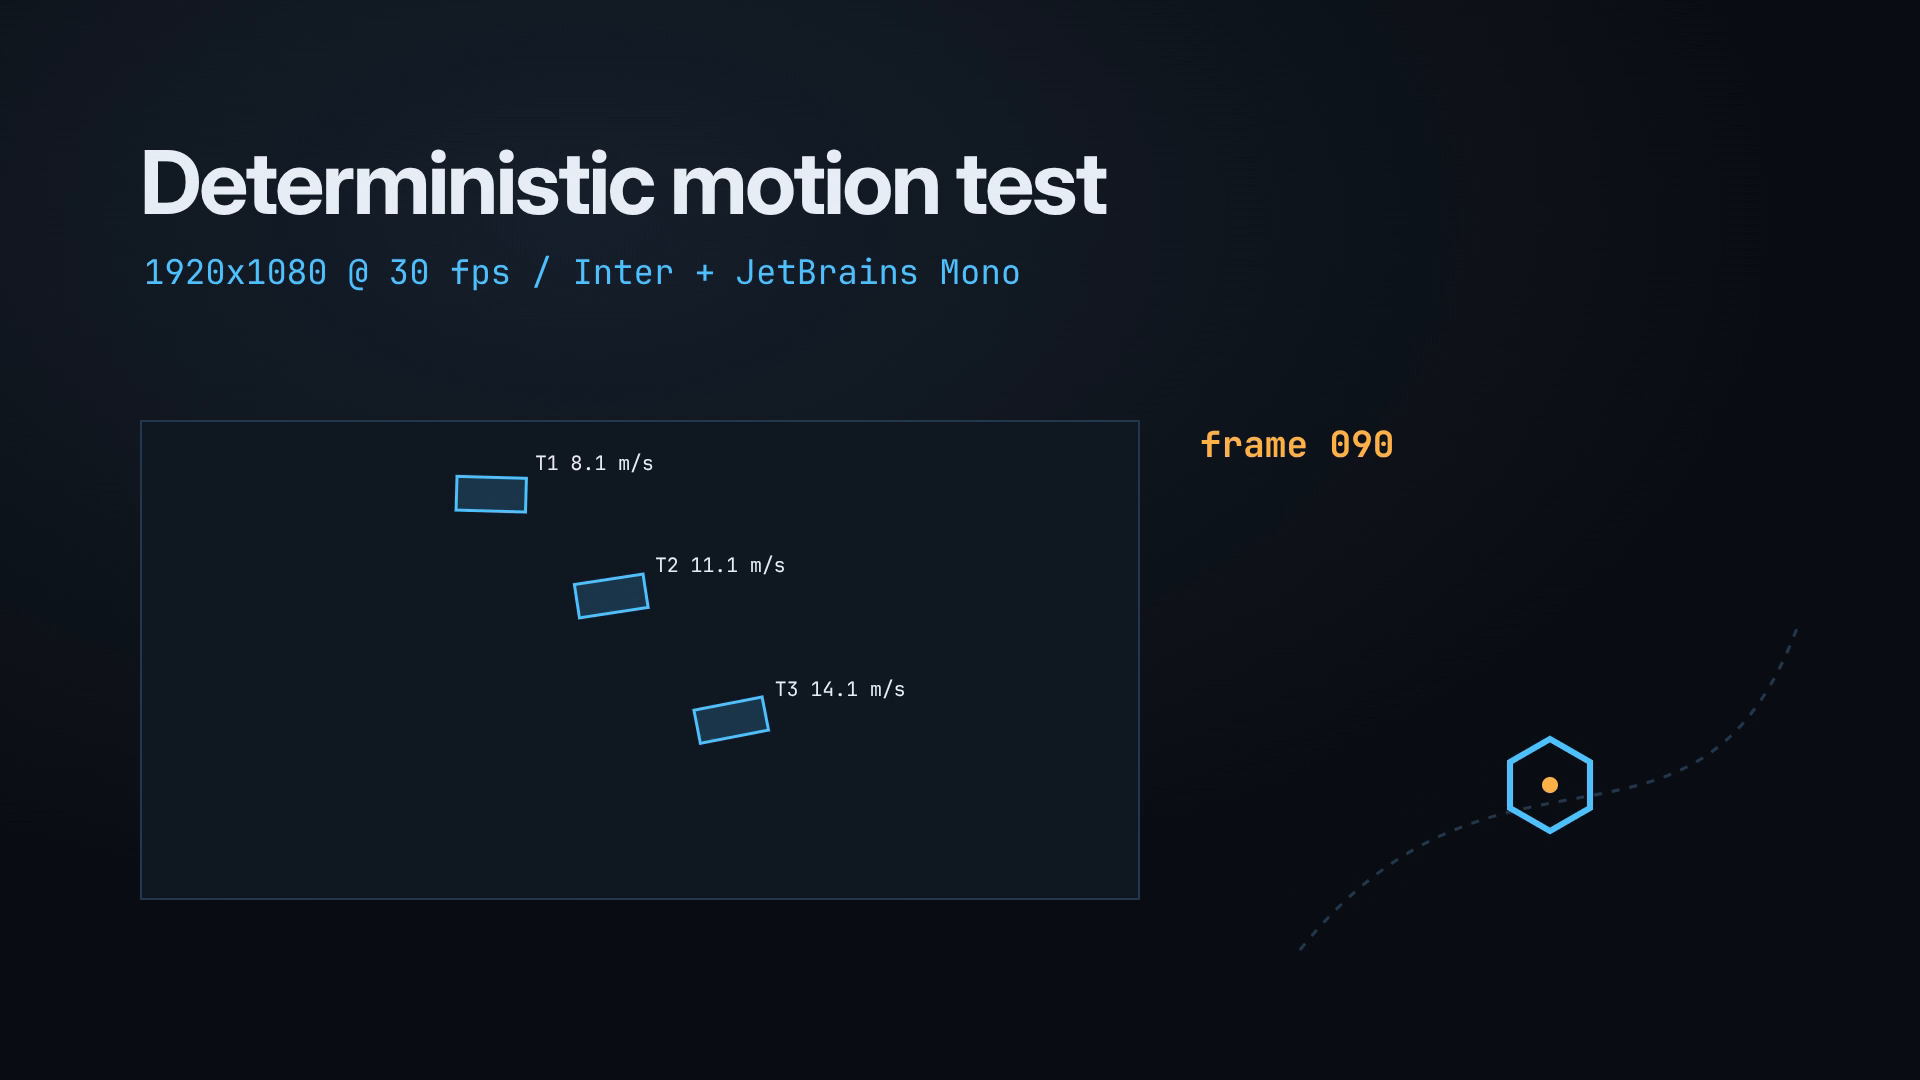 Deterministic motion test
1920x1080 @ 30 fps / Inter + JetBrains Mono
frame 090
T1 8.1 m/s
T2 11.1 m/s
T3 14.1 m/s